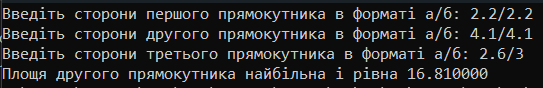 Введіть сторони першого прямокутника в форматі а/б: 2.2/2.2
Введіть сторони другого прямокутника в форматі а/б: 4.1/4.1
Введіть сторони третього прямокутника в форматі а/б: 2.6/3
Площя другого прямокутника найбільна і рівна 16.810000